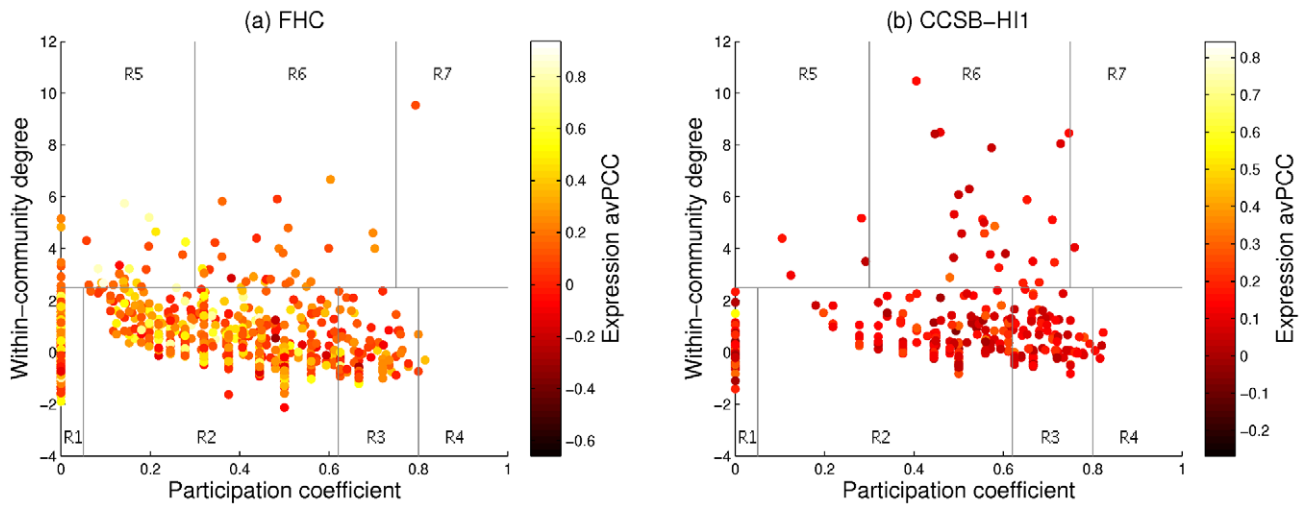 (a) FHC
Within-community degree
12
10
8
6
4
2
0
−2
−4
R5
R6
R7
R1
R2
R3
R4
0
0.2
0.4
0.6
0.8
1
Participation coefficient
0.8
0.6
0.4
0.2
0
−0.2
−0.4
−0.6
Expression avPCC
(b) CCSB−HI1
Within-community degree
12
10
8
6
4
2
0
−2
−4
R5
R6
R7
R1
R2
R3
R4
0
0.2
0.4
0.6
0.8
1
Participation coefficient
0.8
0.7
0.6
0.5
0.4
0.3
0.2
0.1
0
−0.1
−0.2
Expression avPCC